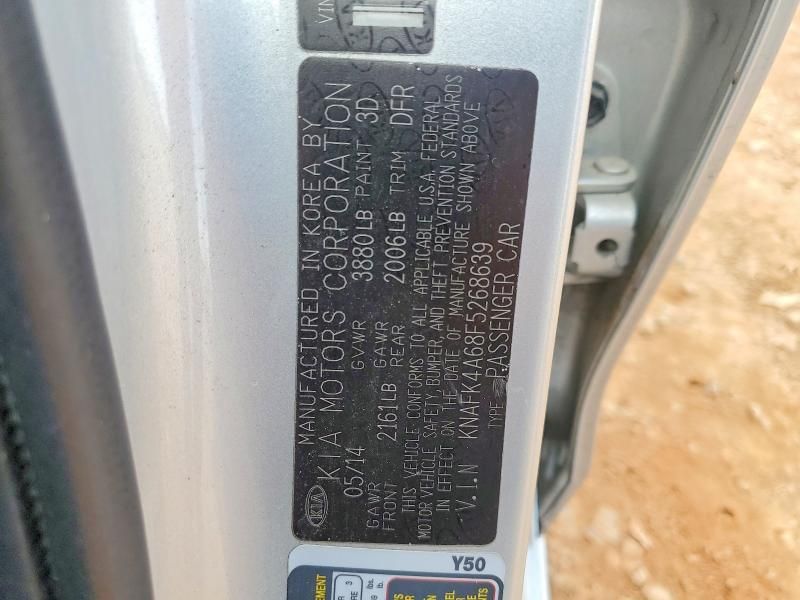 VIN
MANUFACTURED IN KOREA BY
KIA KIA MOTORS CORPORATION
05/14 GVWR 3880LB PAINT 3D
GAWR FRONT 2161LB GAWR REAR 2006LB TRIM DFR
THIS VEHICLE CONFORMS TO ALL APPLICABLE U.S.A. FEDERAL
MOTOR VEHICLE SAFETY, BUMPER, AND THEFT PREVENTION STANDARDS
IN EFFECT ON THE DATE OF MANUFACTURE SHOWN ABOVE
V.I.N KNAFK4A68F5268639
TYPE PASSENGER CAR
Y50